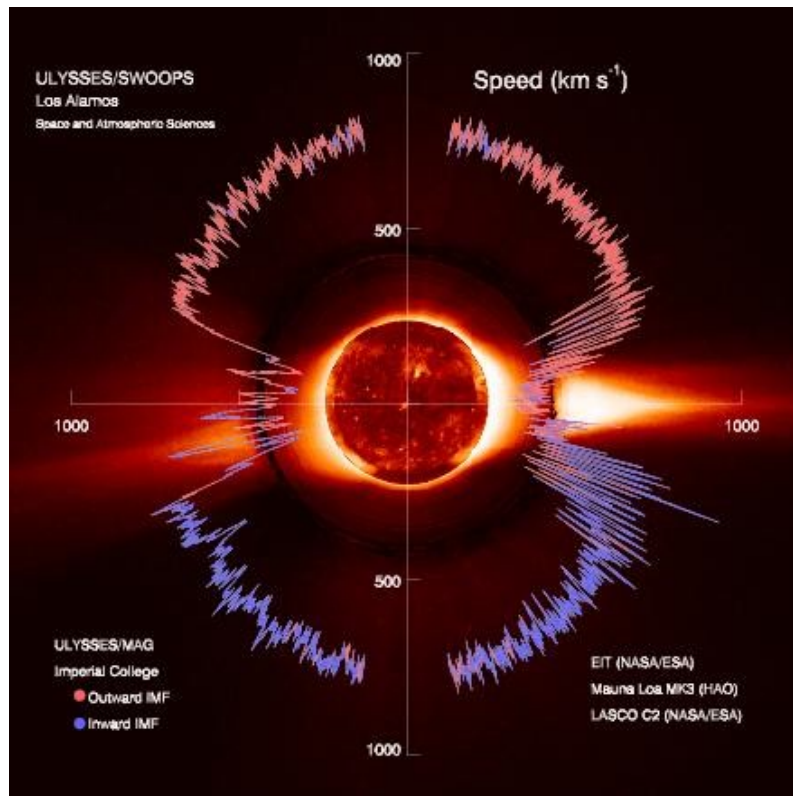 ULYSSES/SWOOPS
Los Alamos
Space and Atmospheric Sciences
Speed (km s⁻¹)
1000
500
1000
1000
500
1000
ULYSSES/MAG
Imperial College
Outward IMF
Inward IMF
EIT (NASA/ESA)
Mauna Loa MK3 (HAO)
LASCO C2 (NASA/ESA)